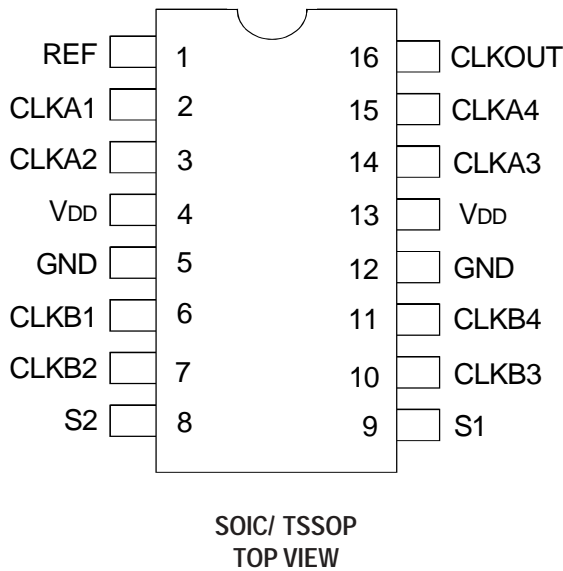 REF 1 16 CLKOUT
CLKA1 2 15 CLKA4
CLKA2 3 14 CLKA3
VDD 4 13 VDD
GND 5 12 GND
CLKB1 6 11 CLKB4
CLKB2 7 10 CLKB3
S2 8 9 S1
SOIC/ TSSOP
TOP VIEW